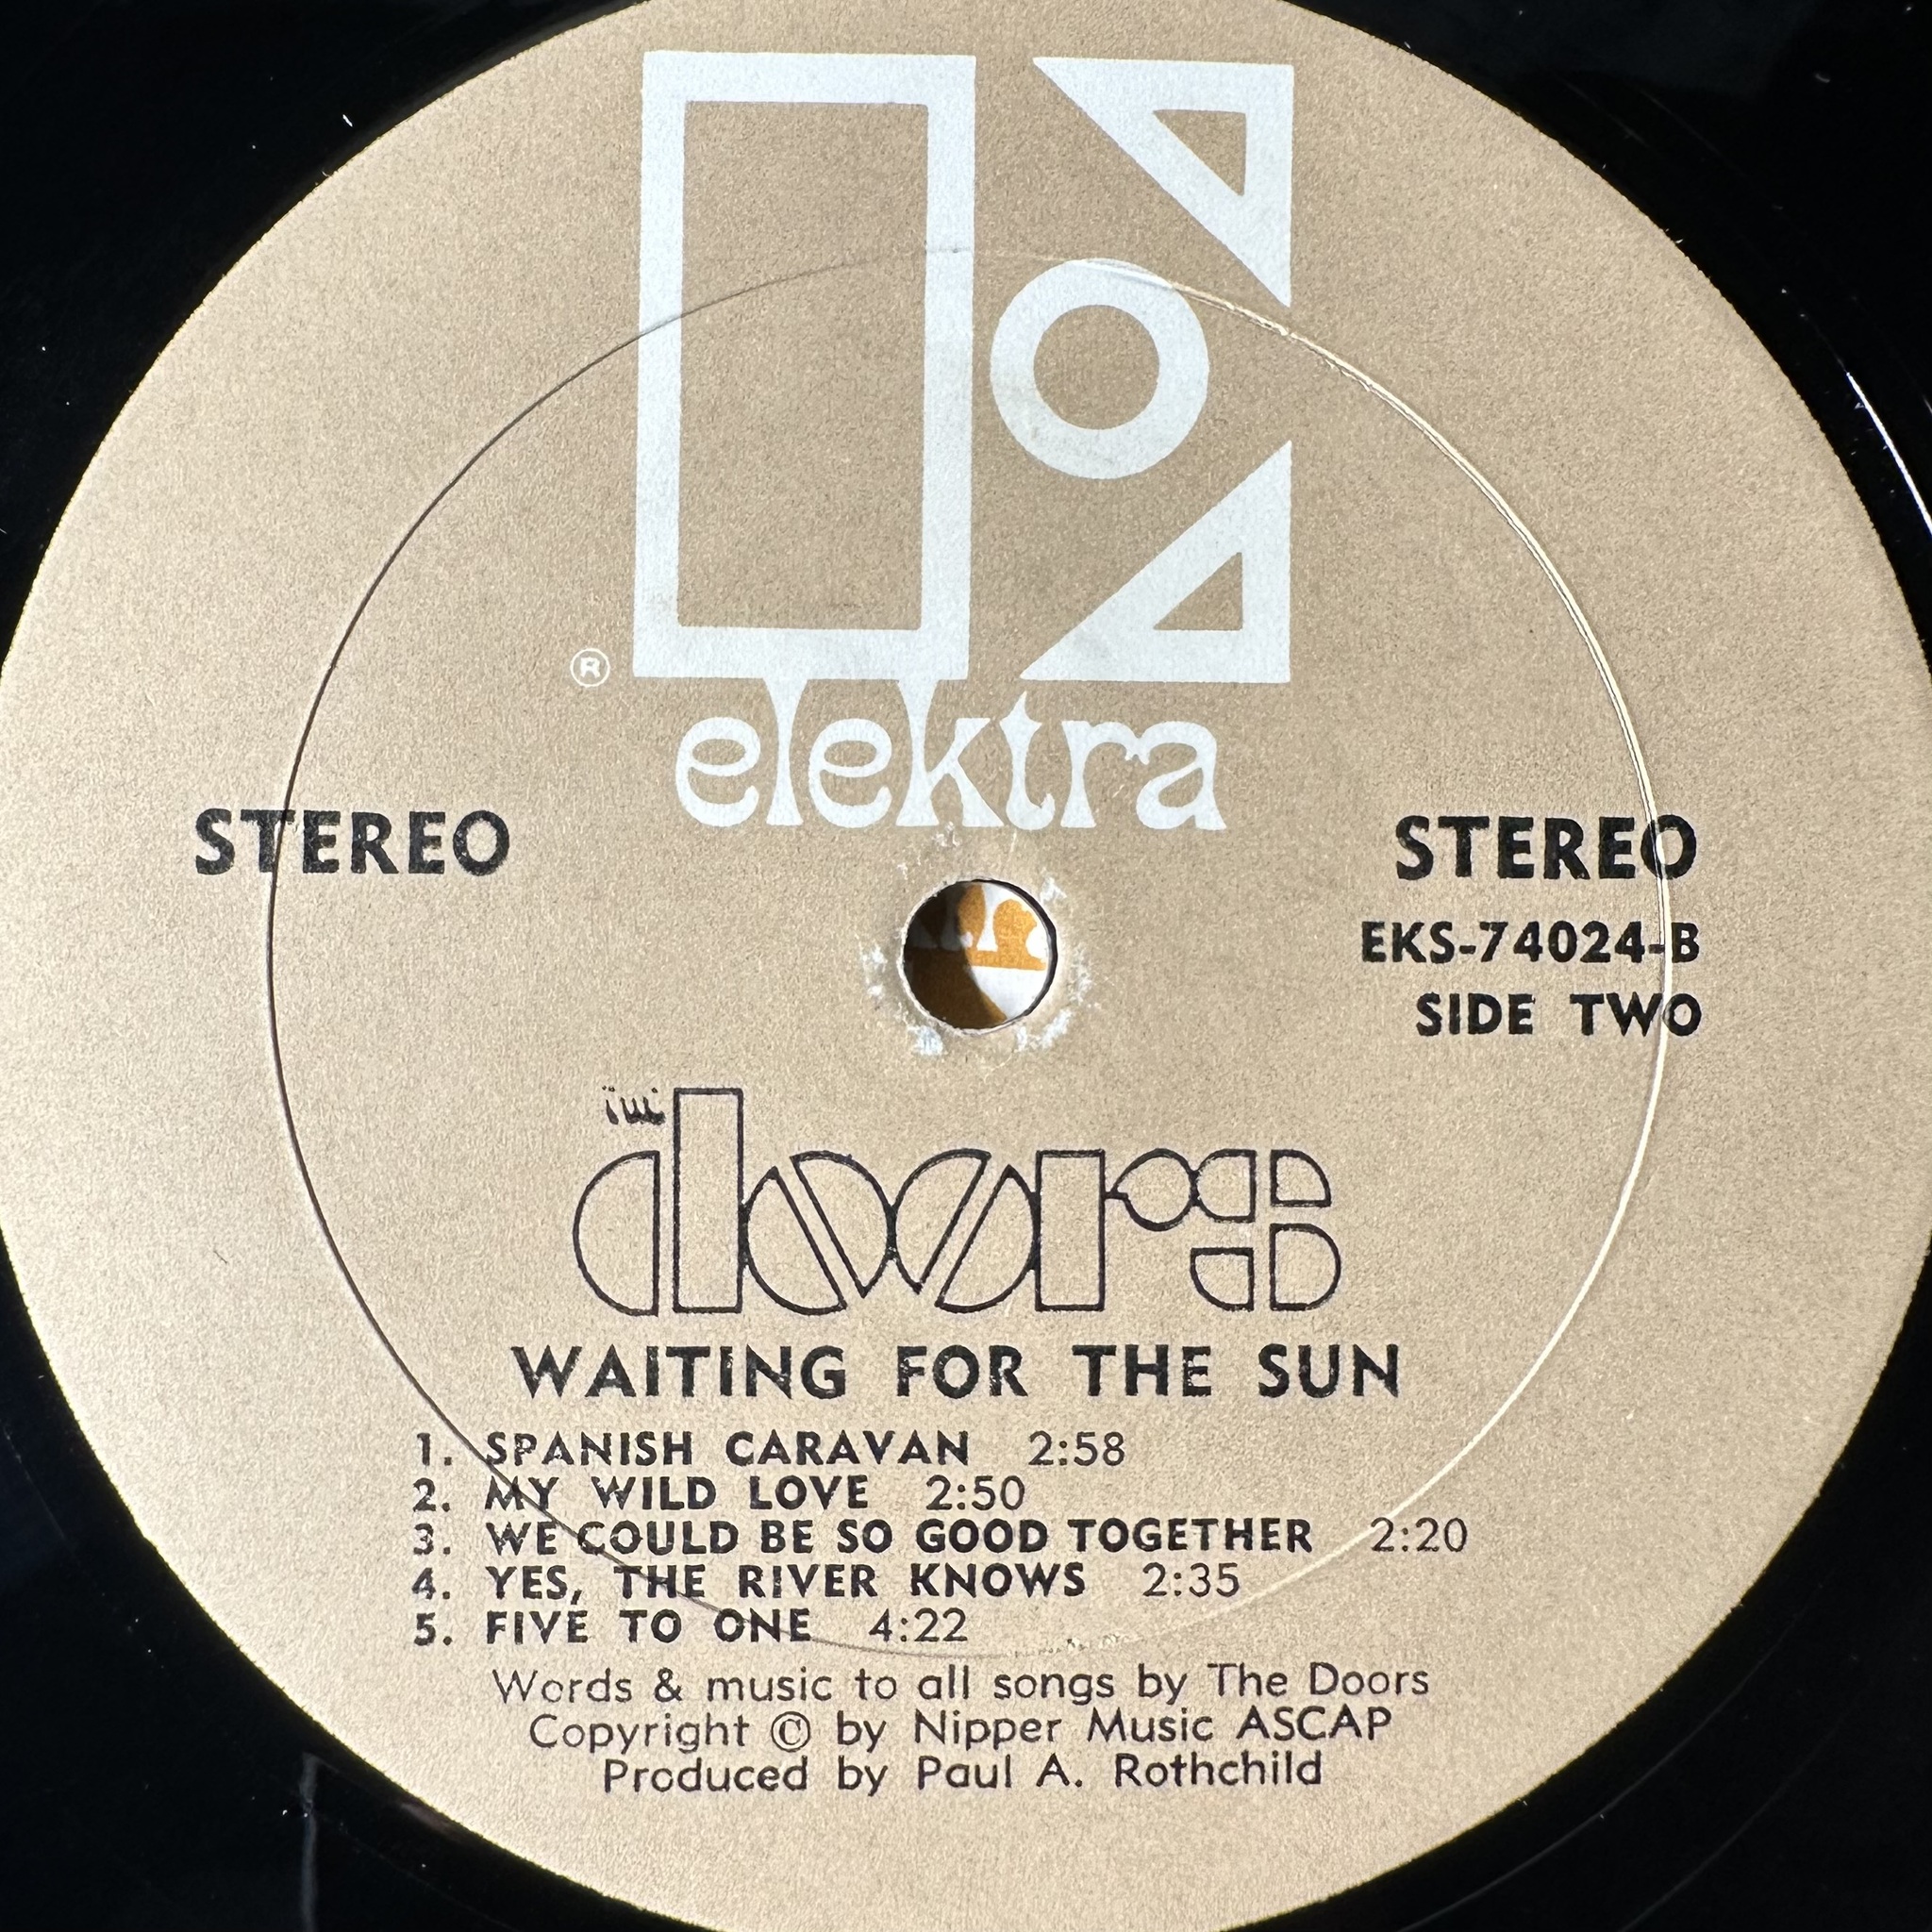 ®
elektra
STEREO
STEREO
EKS-74024-B
SIDE TWO
THE
doors
WAITING FOR THE SUN
1. SPANISH CARAVAN 2:58
2. MY WILD LOVE 2:50
3. WE COULD BE SO GOOD TOGETHER 2:20
4. YES, THE RIVER KNOWS 2:35
5. FIVE TO ONE 4:22
Words & music to all songs by The Doors
Copyright © by Nipper Music ASCAP
Produced by Paul A. Rothchild